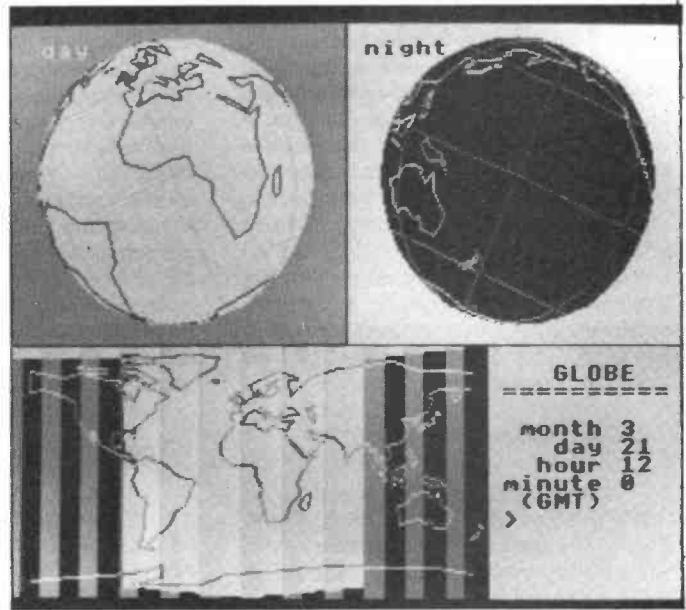 day
night
GLOBE
==========
month 3
day 21
hour 12
minute 0
(GMT)
>